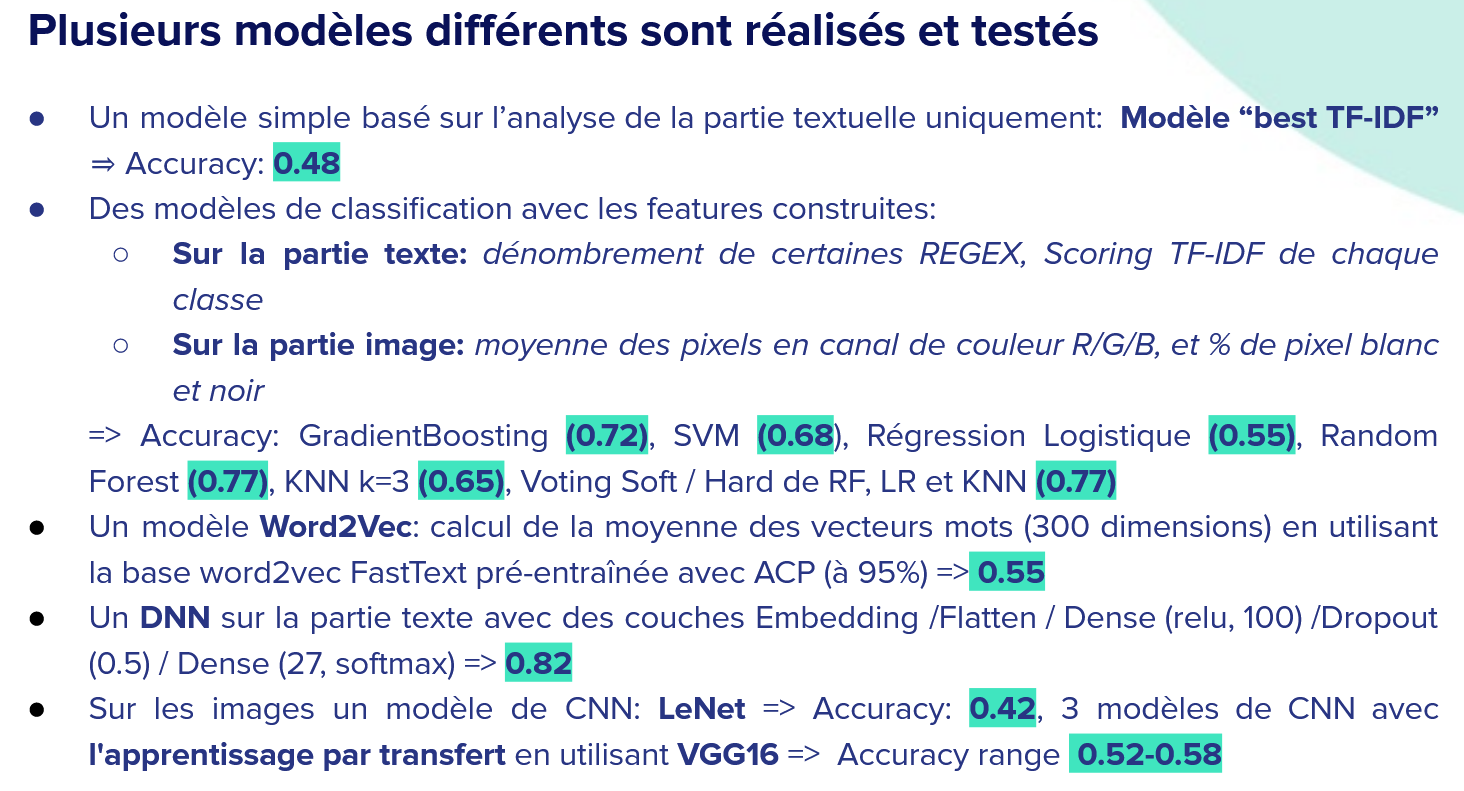 Plusieurs modèles différents sont réalisés et testés
● Un modèle simple basé sur l’analyse de la partie textuelle uniquement: Modèle “best TF-IDF”
⇒ Accuracy: 0.48
● Des modèles de classification avec les features construites:
○ Sur la partie texte: dénombrement de certaines REGEX, Scoring TF-IDF de chaque
classe
○ Sur la partie image: moyenne des pixels en canal de couleur R/G/B, et % de pixel blanc
et noir
=> Accuracy: GradientBoosting (0.72), SVM (0.68), Régression Logistique (0.55), Random
Forest (0.77), KNN k=3 (0.65), Voting Soft / Hard de RF, LR et KNN (0.77)
● Un modèle Word2Vec: calcul de la moyenne des vecteurs mots (300 dimensions) en utilisant
la base word2vec FastText pré-entraînée avec ACP (à 95%) => 0.55
● Un DNN sur la partie texte avec des couches Embedding /Flatten / Dense (relu, 100) /Dropout
(0.5) / Dense (27, softmax) => 0.82
● Sur les images un modèle de CNN: LeNet => Accuracy: 0.42, 3 modèles de CNN avec
l'apprentissage par transfert en utilisant VGG16 => Accuracy range 0.52-0.58